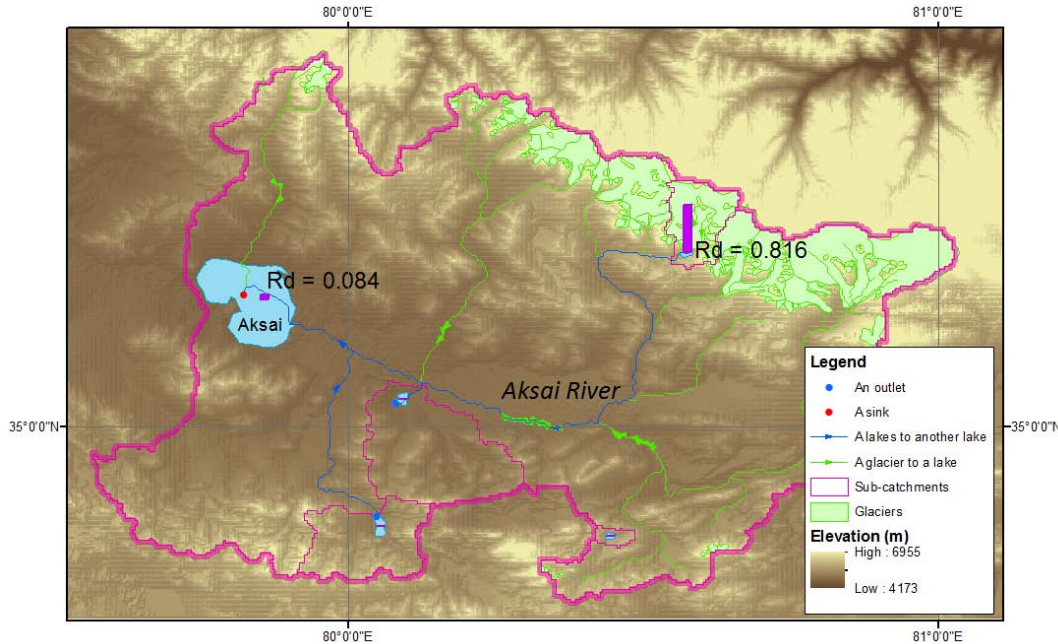 80°0'0"E
81°0'0"E
Rd = 0.816
Rd = 0.084
Aksai
Aksai River
35°0'0"N
35°0'0"N
Legend
An outlet
A sink
A lakes to another lake
A glacier to a lake
Sub-catchments
Glaciers
Elevation (m)
High : 6955
Low : 4173
80°0'0"E
81°0'0"E